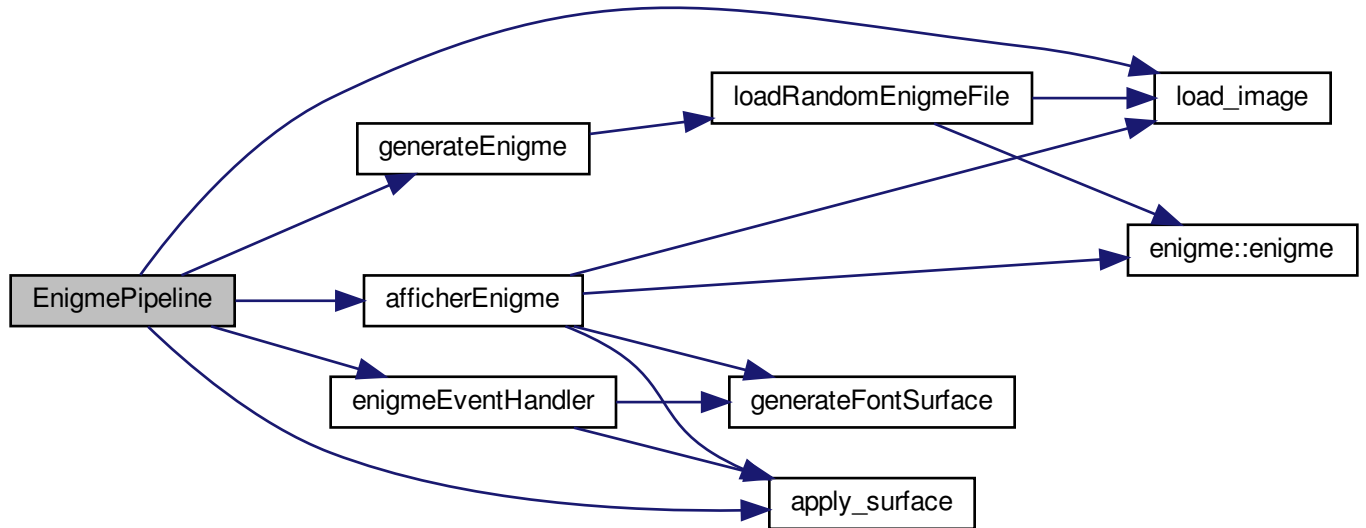 loadRandomEnigmeFile
load_image
generateEnigme
enigme::enigme
EnigmePipeline
afficherEnigme
enigmeEventHandler
generateFontSurface
apply_surface